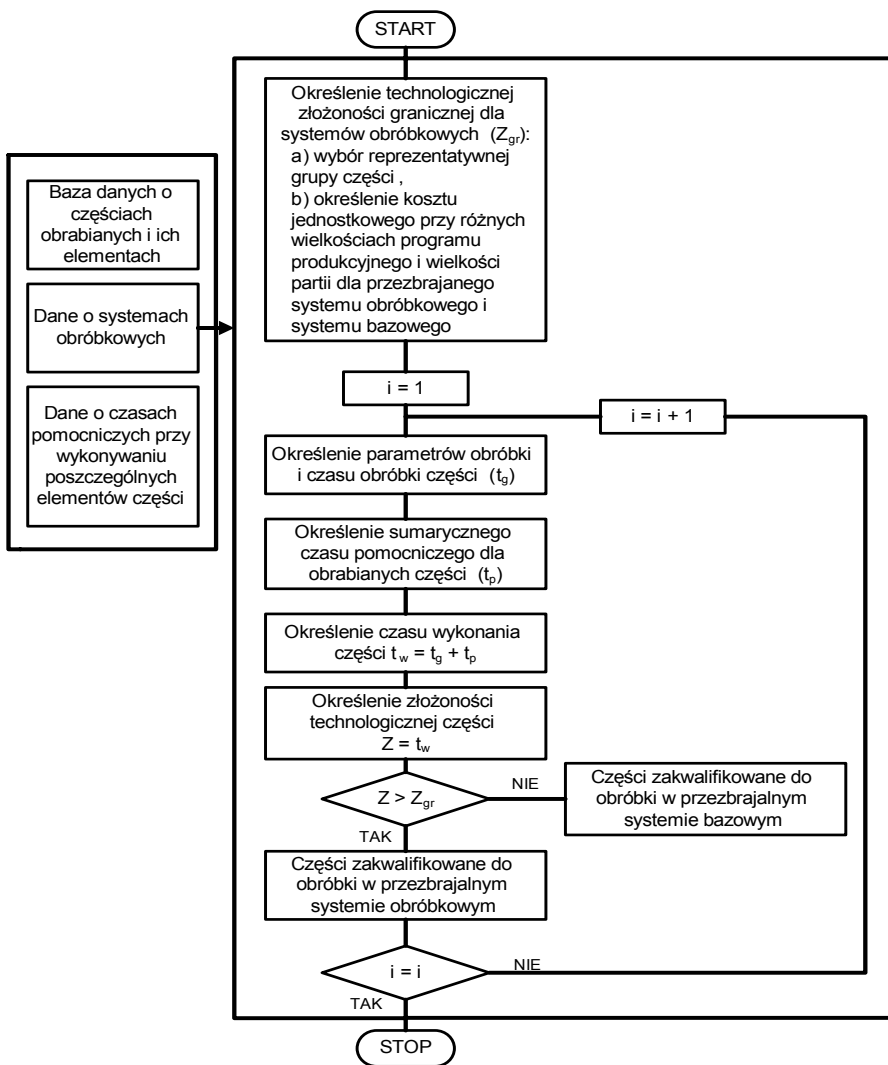 START
Określenie technologicznej
złożoności granicznej dla
systemów obróbkowych (Zgr):
a) wybór reprezentatywnej
grupy części ,
b) określenie kosztu
jednostkowego przy różnych
wielkościach programu
produkcyjnego i wielkości
partii dla przezbrajanego
systemu obróbkowego i
systemu bazowego
Baza danych o
częściach
obrabianych i ich
elementach
Dane o systemach
obróbkowych
Dane o czasach
pomocniczych przy
wykonywaniu
poszczególnych
elementów części
i = 1
i = i + 1
Określenie parametrów obróbki
i czasu obróbki części (tg)
Określenie sumarycznego
czasu pomocniczego dla
obrabianych części (tp)
Określenie czasu wykonania
części tw = tg + tp
Określenie złożoności
technologicznej części
Z = tw
Z > Zgr
NIE
Części zakwalifikowane do
obróbki w przezbrajalnym
systemie bazowym
TAK
Części zakwalifikowane do
obróbki w przezbrajalnym
systemie obróbkowym
i = i
NIE
TAK
STOP